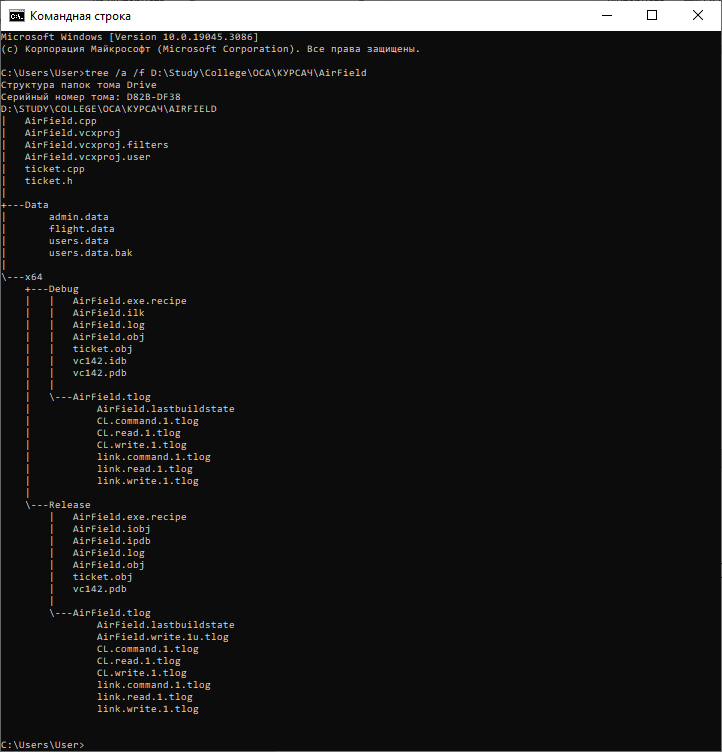 Командная строка
Microsoft Windows [Version 10.0.19045.3086]
(c) Корпорация Майкрософт (Microsoft Corporation). Все права защищены.

C:\Users\User>tree /a /f D:\Study\College\ОСА\КУРСАЧ\AirField
Структура папок тома Drive
Серийный номер тома: D82B-DF38
D:\STUDY\COLLEGE\ОСА\КУРСАЧ\AIRFIELD
|   AirField.cpp
|   AirField.vcxproj
|   AirField.vcxproj.filters
|   AirField.vcxproj.user
|   ticket.cpp
|   ticket.h
|
+---Data
|       admin.data
|       flight.data
|       users.data
|       users.data.bak
|
\---x64
    +---Debug
    |   |   AirField.exe.recipe
    |   |   AirField.ilk
    |   |   AirField.log
    |   |   AirField.obj
    |   |   ticket.obj
    |   |   vc142.idb
    |   |   vc142.pdb
    |   |
    |   \---AirField.tlog
    |           AirField.lastbuildstate
    |           CL.command.1.tlog
    |           CL.read.1.tlog
    |           CL.write.1.tlog
    |           link.command.1.tlog
    |           link.read.1.tlog
    |           link.write.1.tlog
    |
    \---Release
        |   AirField.exe.recipe
        |   AirField.iobj
        |   AirField.ipdb
        |   AirField.log
        |   AirField.obj
        |   ticket.obj
        |   vc142.pdb
        |
        \---AirField.tlog
                AirField.lastbuildstate
                AirField.write.1u.tlog
                CL.command.1.tlog
                CL.read.1.tlog
                CL.write.1.tlog
                link.command.1.tlog
                link.read.1.tlog
                link.write.1.tlog

C:\Users\User>